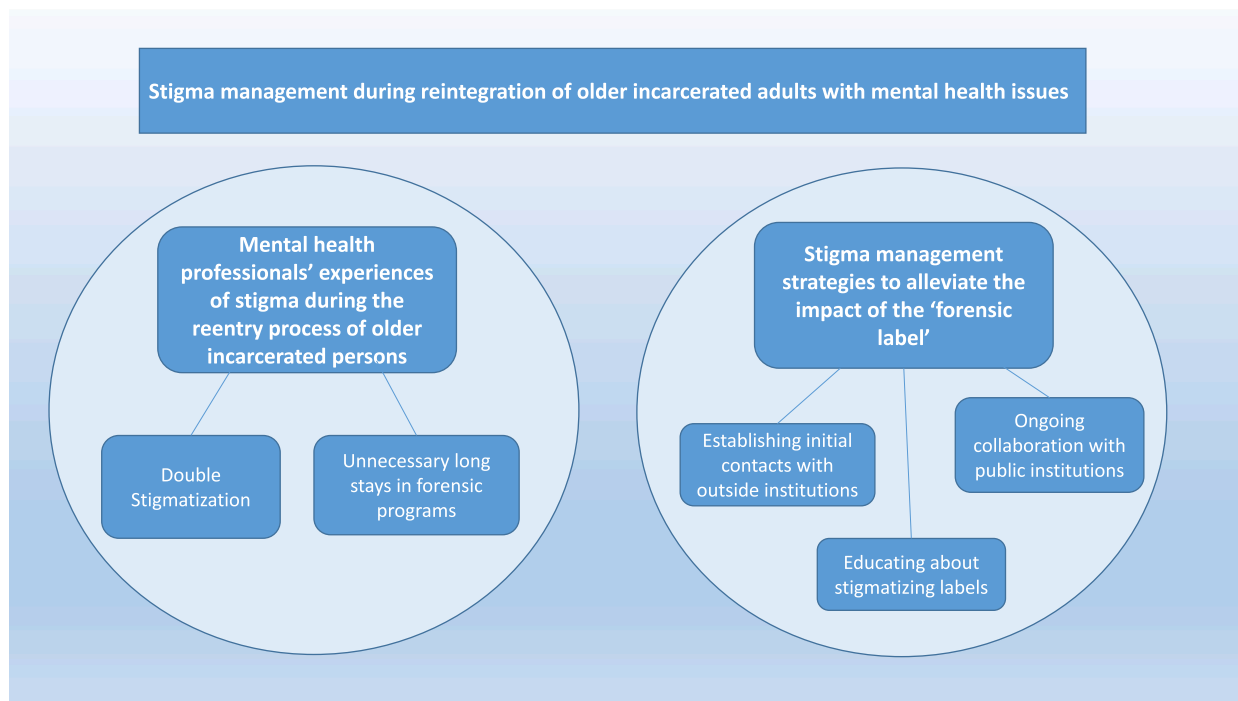 Stigma management during reintegration of older incarcerated adults with mental health issues
Mental health
professionals’ experiences
of stigma during the
reentry process of older
incarcerated persons
Double
Stigmatization
Unnecessary long
stays in forensic
programs
Stigma management
strategies to alleviate the
impact of the ‘forensic
label’
Establishing initial
contacts with
outside institutions
Educating about
stigmatizing labels
Ongoing
collaboration with
public institutions